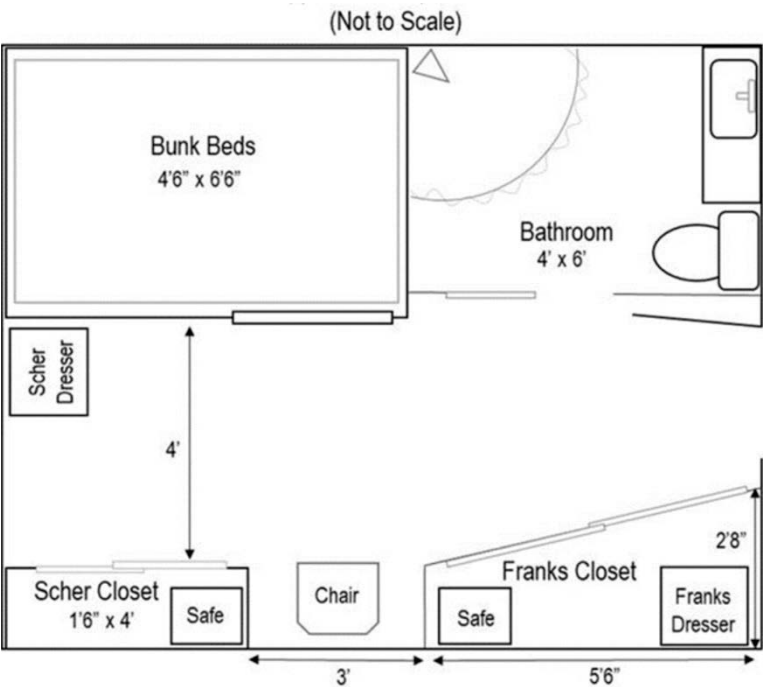 (Not to Scale)
Bunk Beds
4'6" x 6'6"
Bathroom
4' x 6'
Scher
Dresser
4'
2'8"
Scher Closet
1'6" x 4'
Safe
Chair
Franks Closet
Safe
Franks
Dresser
3'
5'6"